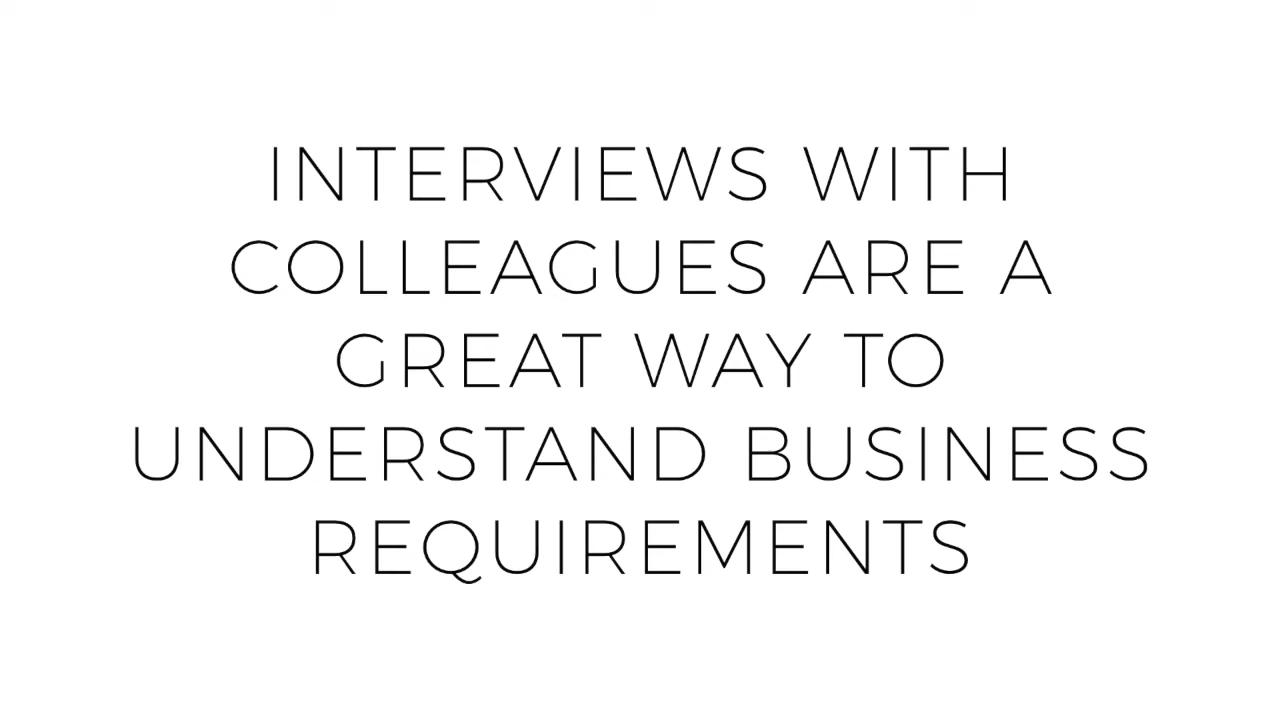 INTERVIEWS WITH
COLLEAGUES ARE A
GREAT WAY TO
UNDERSTAND BUSINESS
REQUIREMENTS